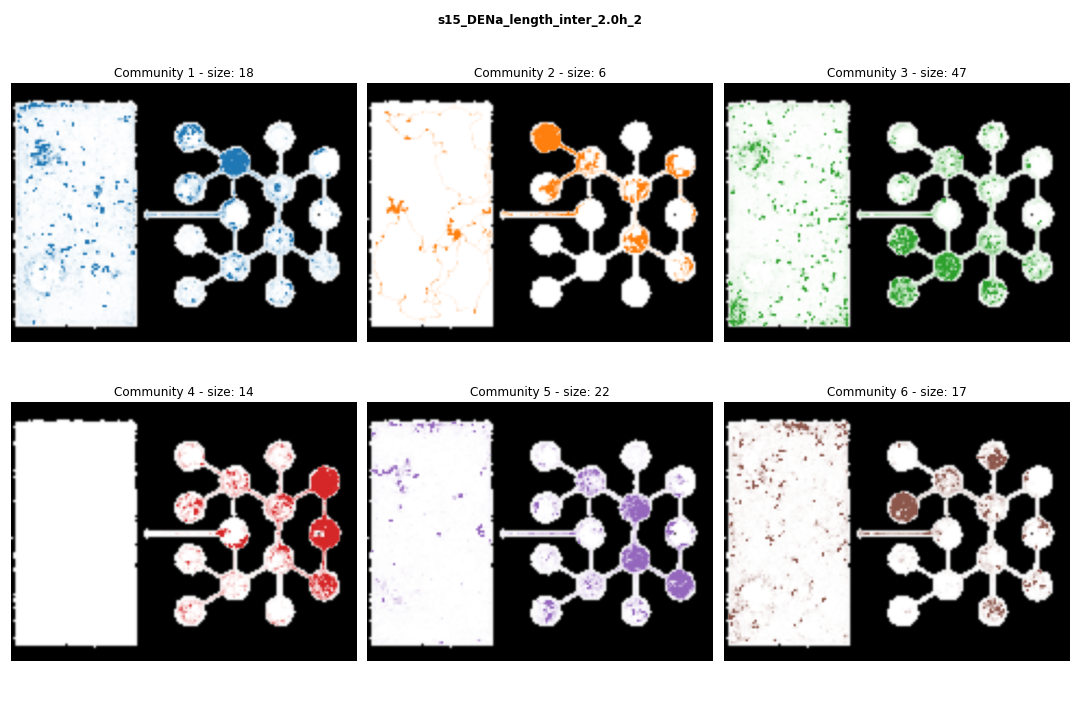 s15_DENa_length_inter_2.0h_2
Community 1 - size: 18
Community 2 - size: 6
Community 3 - size: 47
Community 4 - size: 14
Community 5 - size: 22
Community 6 - size: 17